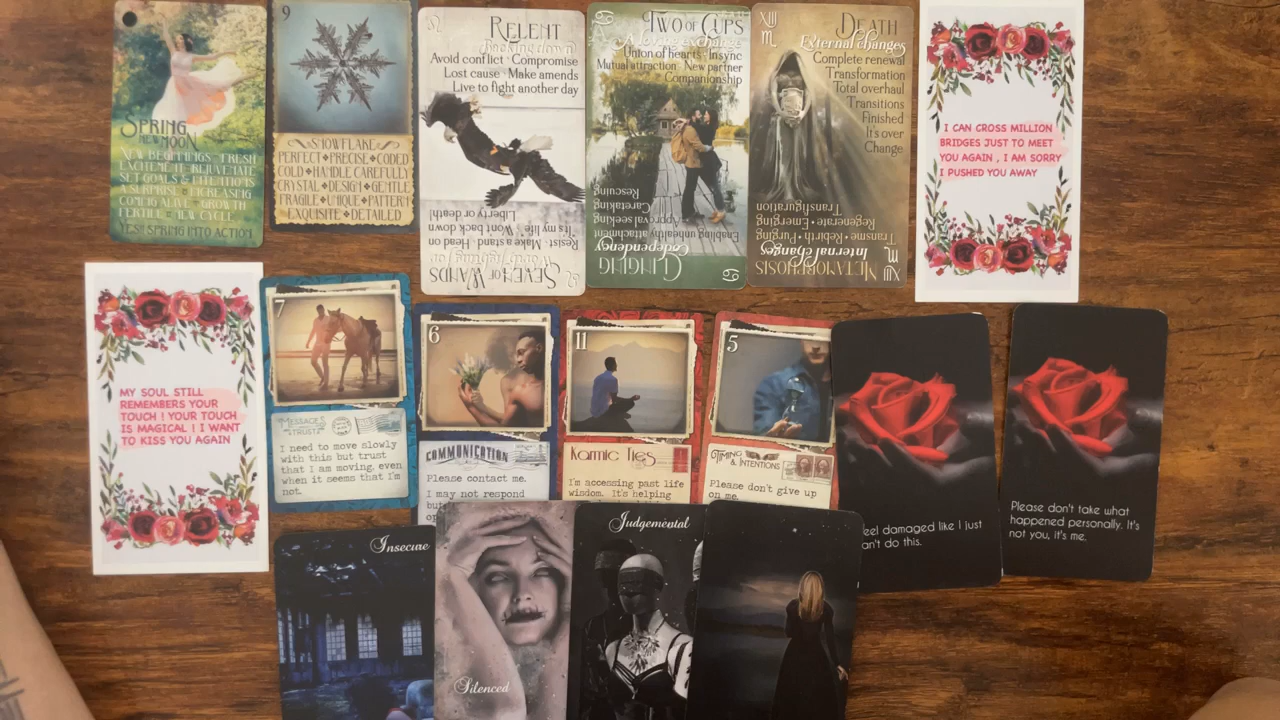 SPRING
NEW MOON
NEW BEGINNINGS • FRESH
EXCITEMENT • REJUVENATE
SET GOALS & INTENTIONS
A SURPRISE • INCREASING
COMING ALIVE • GROWTH
FERTILE • NEW CYCLE
YES!! SPRING INTO ACTION!
9
SNOWFLAKE
PERFECT ❖ PRECISE ❖ CODED
COLD ❖ HANDLE CAREFULLY
CRYSTAL ❖ DESIGN ❖ GENTLE
FRAGILE ❖ UNIQUE ❖ PATTERN
EXQUISITE ❖ DETAILED
RELENT
Backing down
Avoid conflict · Compromise
Lost cause · Make amends
Live to fight another day
SEVEN OF WANDS
Worth fighting for
Resist · Make a stand · Head on
It's my life · Won't back down
Liberty or death!
TWO OF CUPS
A loving exchange
Union of hearts · In sync
Mutual attraction · New partner
Companionship
CLINGING
Codependency
Enabling unhealthy attachment
Approval seeking
Caretaking
Rescuing
XIII
DEATH
External changes
Complete renewal
Transformation
Total overhaul
Transitions
Finished
It's over
Change
XIII
METAMORPHOSIS
Internal changes
Transmute · Rebirth · Purging
Regenerate · Emerging
Transfiguration
I CAN CROSS MILLION
BRIDGES JUST TO MEET
YOU AGAIN , I AM SORRY
I PUSHED YOU AWAY
MY SOUL STILL
REMEMBERS YOUR
TOUCH ! YOUR TOUCH
IS MAGICAL ! I WANT
TO KISS YOU AGAIN
7
TRUST
I need to move slowly
with this but trust
that I am moving, even
when it seems that I'm
not.
6
COMMUNICATION
Please contact me.
I may not respond
but
11
Karmic Ties
I'm accessing past life
wisdom. It's helping
5
TIMING
& INTENTIONS
Please don't give up
on me.
feel damaged like I just
can't do this.
Please don't take what
happened personally. It's
not you, it's me.
Insecure
Silenced
Judgemental